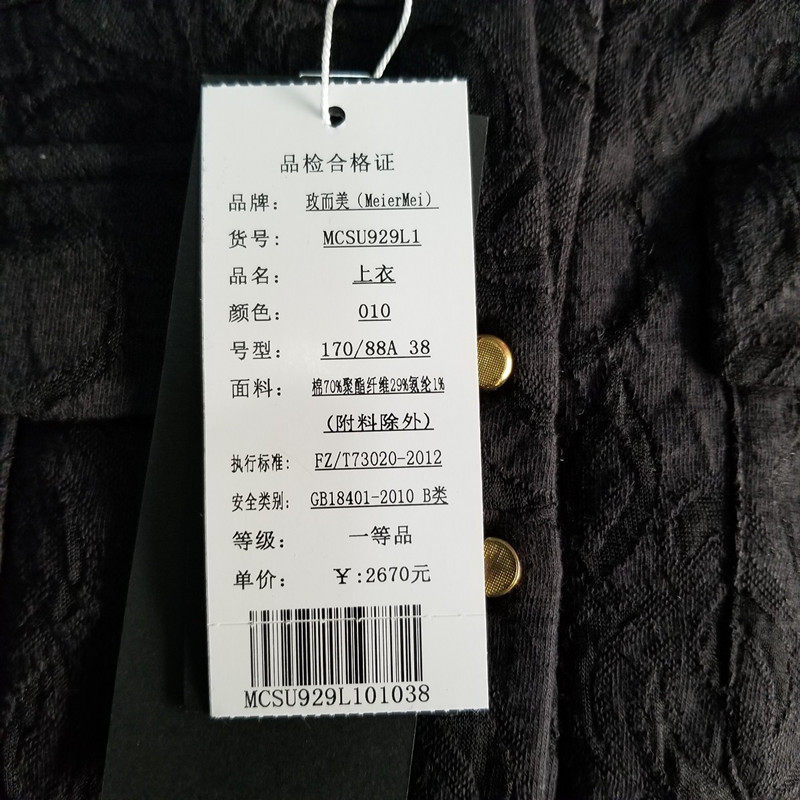 品检合格证
品牌: 玫而美(MeierMei)
货号: MCSU929L1
品名: 上衣
颜色: 010
号型: 170/88A 38
面料: 棉70%聚酯纤维29%氨纶1%
(附料除外)
执行标准: FZ/T73020-2012
安全类别: GB18401-2010 B类
等级: 一等品
单价: ¥:2670元
MCSU929L101038